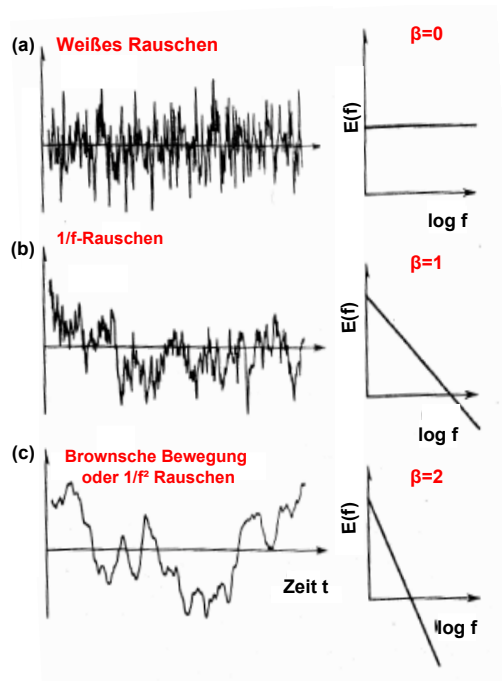 (a) Weißes Rauschen
β=0
E(f)
log f
(b) 1/f-Rauschen
β=1
E(f)
log f
(c) Brownsche Bewegung
oder 1/f² Rauschen
β=2
E(f)
Zeit t
log f